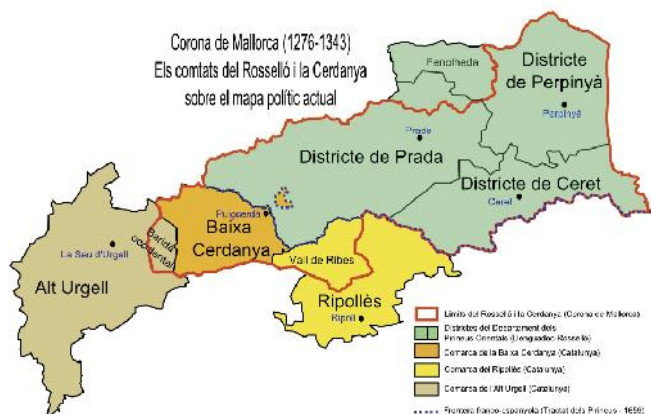 Corona de Mallorca (1276-1343)
Els comtats del Rosselló i la Cerdanya
sobre el mapa polític actual
Fenolheda
Districte
de Perpinyà
Perpinyà
Prada
Districte de Prada
Districte de Ceret
Ceret
Puigcerdà
Baixa
Cerdanya
Baridà
occidental
La Seu d'Urgell
Alt Urgell
Vall de Ribes
Ripollès
Ripoll
Límits del Rosselló i la Cerdanya (Corona de Mallorca)
Districtes del Departament dels
Pirineus Orientals (Llenguadoc-Rosselló)
Comarca de la Baixa Cerdanya (Catalunya)
Comarca del Ripollès (Catalunya)
Comarca de l'Alt Urgell (Catalunya)
Frontera franco-espanyola (Tractat dels Pirineus - 1659)